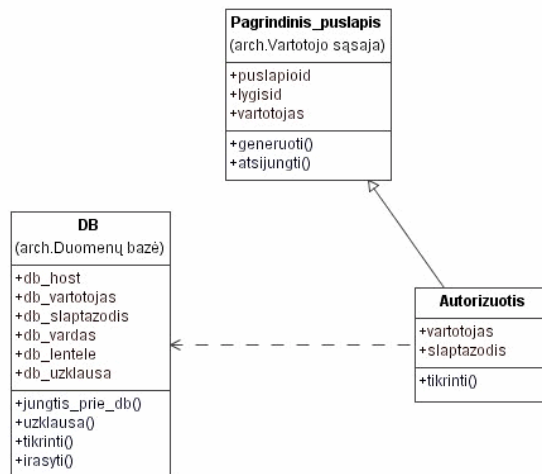 Pagrindinis_puslapis
(arch.Vartotojo sąsaja)
+puslapioid
+lygisid
+vartotojas
+generuoti()
+atsijungti()
DB
(arch.Duomenų bazė)
+db_host
+db_vartotojas
+db_slaptazodis
+db_vardas
+db_lentele
+db_uzklausa
+jungtis_prie_db()
+uzklausa()
+tikrinti()
+irasyti()
Autorizuotis
+vartotojas
+slaptazodis
+tikrinti()